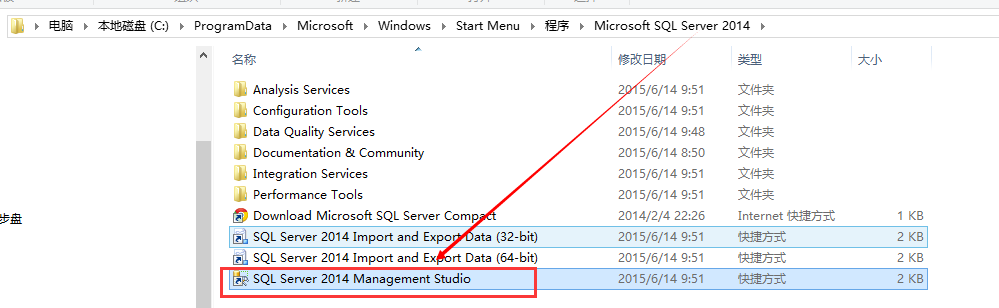 电脑 本地磁盘 (C:) ProgramData Microsoft Windows Start Menu 程序 Microsoft SQL Server 2014
名称 修改日期 类型 大小
Analysis Services 2015/6/14 9:51 文件夹
Configuration Tools 2015/6/14 9:51 文件夹
Data Quality Services 2015/6/14 9:48 文件夹
Documentation & Community 2015/6/14 8:50 文件夹
Integration Services 2015/6/14 9:51 文件夹
Performance Tools 2015/6/14 9:51 文件夹
Download Microsoft SQL Server Compact 2014/2/4 22:26 Internet 快捷方式 1 KB
步盘
SQL Server 2014 Import and Export Data (32-bit) 2015/6/14 9:51 快捷方式 2 KB
SQL Server 2014 Import and Export Data (64-bit) 2015/6/14 9:51 快捷方式 2 KB
SQL Server 2014 Management Studio 2015/6/14 9:51 快捷方式 2 KB